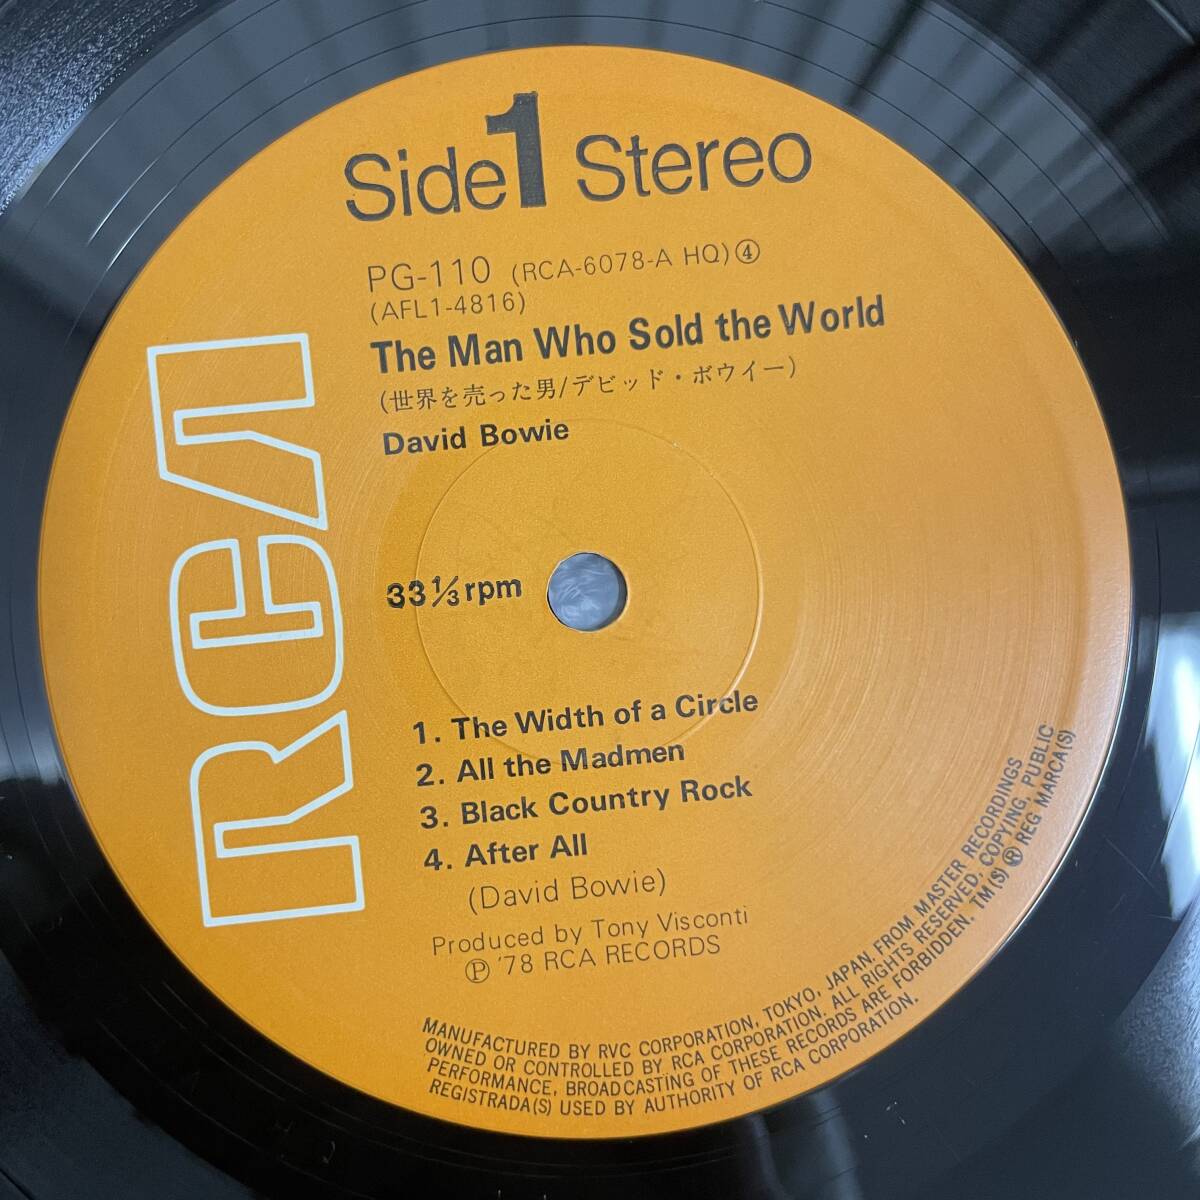 Side 1 Stereo
PG-110 (RCA-6078-A HQ)④
(AFL1-4816)
The Man Who Sold the World
(世界を売った男/デビッド・ボウイー)
David Bowie
RCA
33⅓rpm
1. The Width of a Circle
2. All the Madmen
3. Black Country Rock
4. After All
(David Bowie)
Produced by Tony Visconti
Ⓟ '78 RCA RECORDS
MANUFACTURED BY RVC CORPORATION, TOKYO, JAPAN. FROM MASTER RECORDINGS
OWNED OR CONTROLLED BY RCA CORPORATION. ALL RIGHTS RESERVED, COPYING, PUBLIC
PERFORMANCE, BROADCASTING OF THESE RECORDS ARE FORBIDDEN. TM(S) ® REG MARCA(S)
REGISTRADA(S) USED BY AUTHORITY OF RCA CORPORATION.